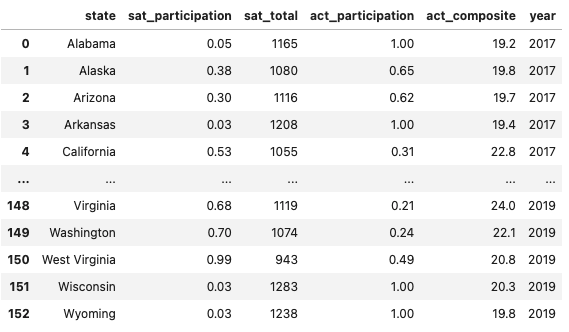 state sat_participation sat_total act_participation act_composite year
0 Alabama 0.05 1165 1.00 19.2 2017
1 Alaska 0.38 1080 0.65 19.8 2017
2 Arizona 0.30 1116 0.62 19.7 2017
3 Arkansas 0.03 1208 1.00 19.4 2017
4 California 0.53 1055 0.31 22.8 2017
... ... ... ... ... ... ...
148 Virginia 0.68 1119 0.21 24.0 2019
149 Washington 0.70 1074 0.24 22.1 2019
150 West Virginia 0.99 943 0.49 20.8 2019
151 Wisconsin 0.03 1283 1.00 20.3 2019
152 Wyoming 0.03 1238 1.00 19.8 2019